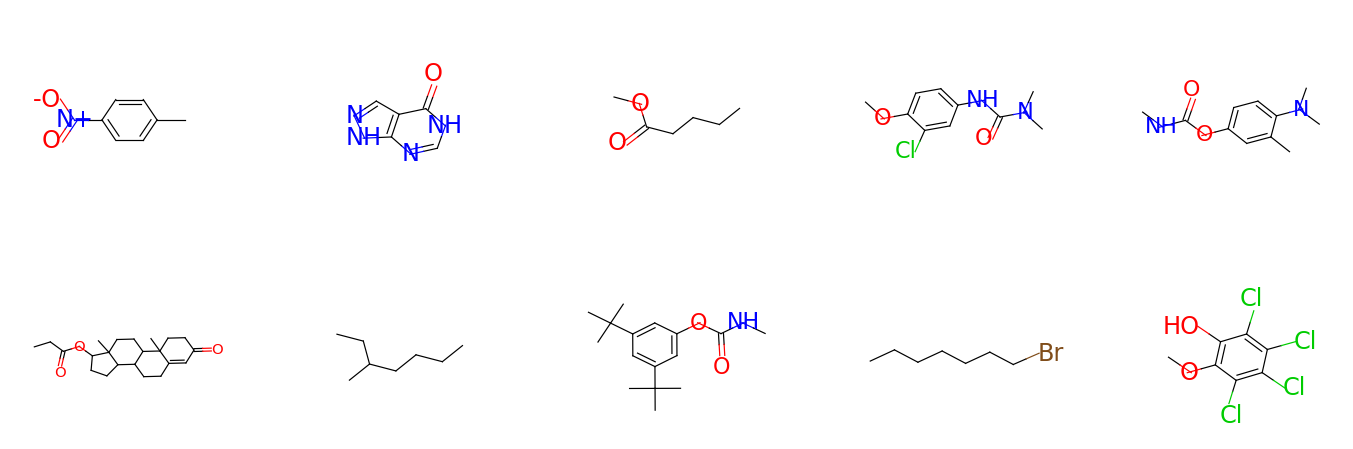 -O N+ O
O N NH NH N
O O
O Cl NH O N
NH O O N
O O O
O O NH
Br
HO O Cl Cl Cl Cl